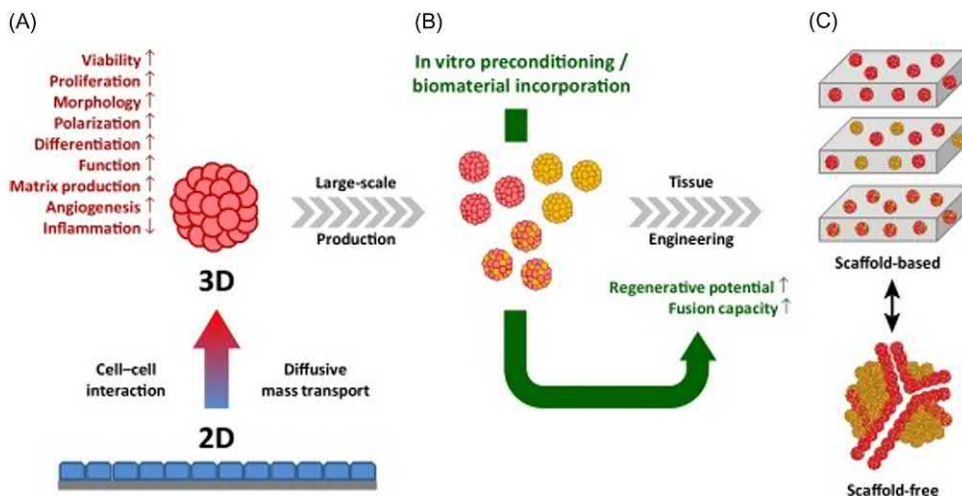 (A)
Viability ↑
Proliferation ↑
Morphology ↑
Polarization ↑
Differentiation ↑
Function ↑
Matrix production ↑
Angiogenesis ↑
Inflammation ↓
3D
Cell–cell
interaction
Diffusive
mass transport
2D
Large-scale
Production
(B)
In vitro preconditioning /
biomaterial incorporation
Tissue
Engineering
Regenerative potential ↑
Fusion capacity ↑
(C)
Scaffold-based
Scaffold-free